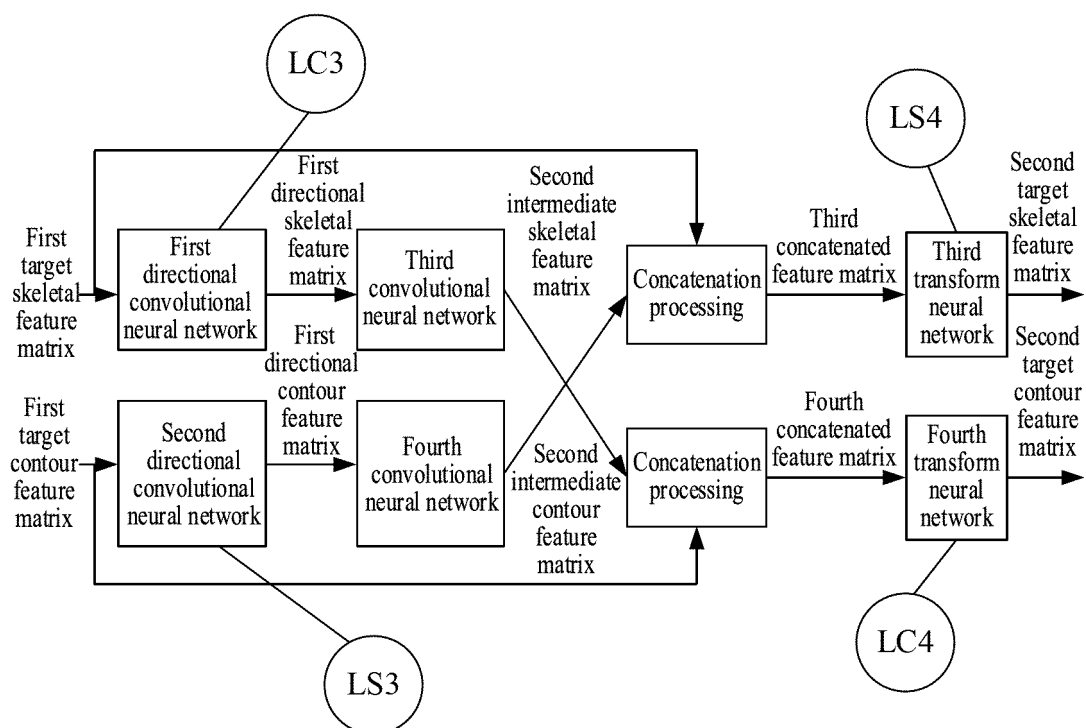 LC3
LS4
First
target
skeletal
feature
matrix
First
directional
convolutional
neural network
First
directional
skeletal
feature
matrix
Third
convolutional
neural network
Second
intermediate
skeletal
feature
matrix
Concatenation
processing
Third
concatenated
feature matrix
Third
transform
neural
network
Second
target
skeletal
feature
matrix
First
target
contour
feature
matrix
Second
directional
convolutional
neural network
First
directional
contour
feature
matrix
Fourth
convolutional
neural network
Second
intermediate
contour
feature
matrix
Concatenation
processing
Fourth
concatenated
feature matrix
Fourth
transform
neural
network
Second
target
contour
feature
matrix
LS3
LC4